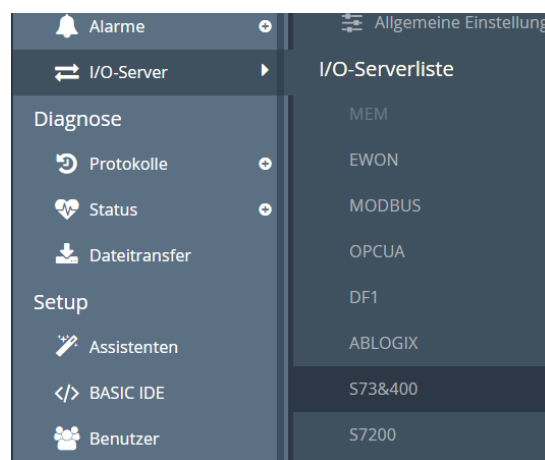 Alarme
I/O-Server
Diagnose
Protokolle
Status
Dateitransfer
Setup
Assistenten
BASIC IDE
Benutzer
Allgemeine Einstellung
I/O-Serverliste
MEM
EWON
MODBUS
OPCUA
DF1
ABLOGIX
S73&400
S7200